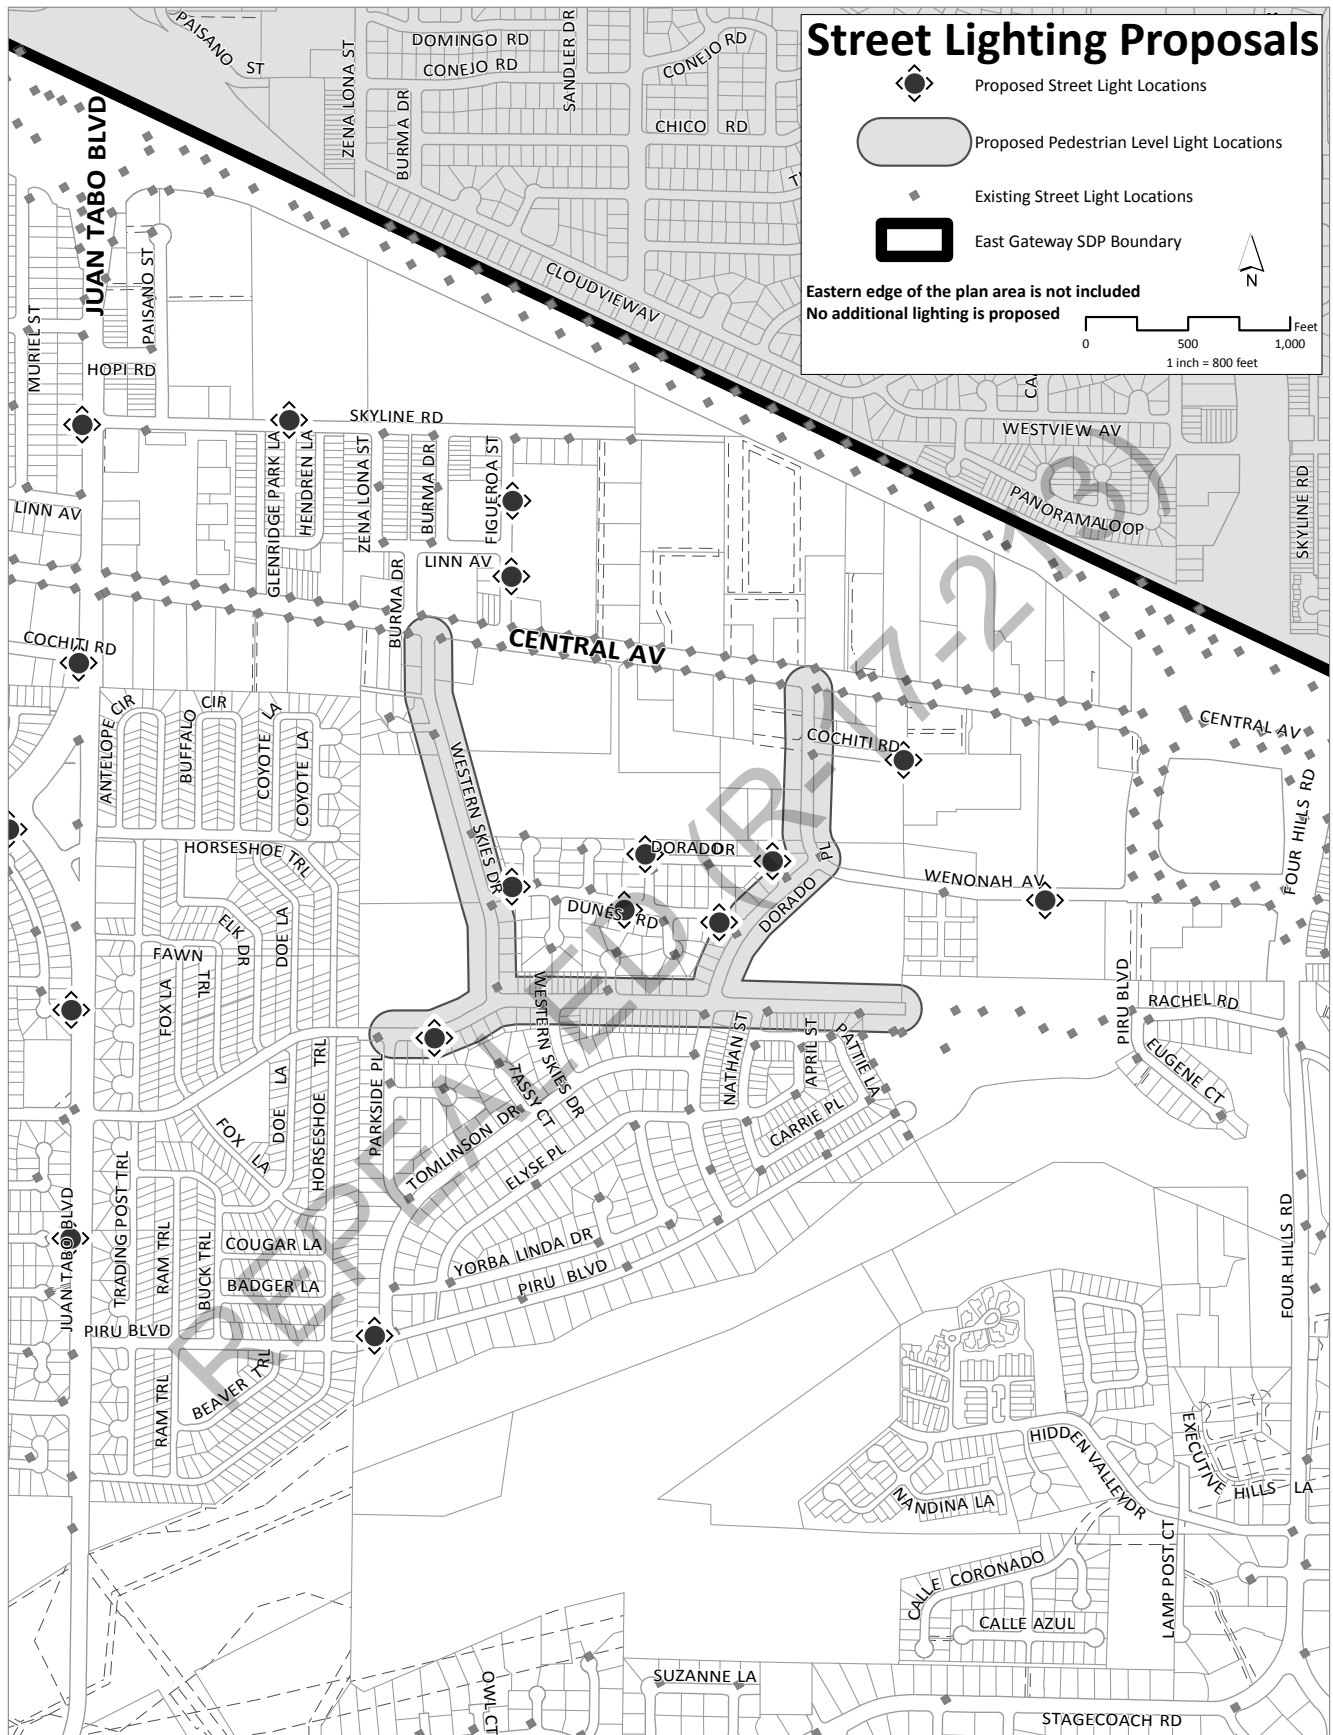 Street Lighting Proposals
Proposed Street Light Locations
Proposed Pedestrian Level Light Locations
Existing Street Light Locations
East Gateway SDP Boundary
N
Eastern edge of the plan area is not included
No additional lighting is proposed
Feet
0 500 1,000
1 inch = 800 feet
PAISANO ST
DOMINGO RD
CONEJO RD
SANDLER DR
CONEJO RD
ZENA LONA ST
BURMA DR
CHICO RD
JUAN TABO BLVD
PAISANO ST
MURIEL ST
CLOUDVIEW AV
HOPI RD
SKYLINE RD
WESTVIEW AV
PANORAMA LOOP
SKYLINE RD
GLENRIDGE PARK LA
HENDREN LA
ZENA LONA ST
BURMA DR
FIGUEROA ST
LINN AV
LINN AV
BURMA DR
CENTRAL AV
COCHITI RD
ANTELOPE CIR
BUFFALO CIR
COYOTE LA
COYOTE LA
WESTERN SKIES DR
COCHITI RD
CENTRAL AV
FOUR HILLS RD
HORSESHOE TRL
DORADO DR
DORADO PL
WENONAH AV
DUNES RD
ELK DR
DOE LA
FAWN TRL
FOX LA
WESTERN SKIES DR
NATHAN ST
APRIL ST
PATTIE LA
PIRU BLVD
RACHEL RD
EUGENE CT
PARKSIDE PL
TASSY CT
FOX LA
DOE LA
HORSESHOE TRL
CARRIE PL
TOMLINSON DR
ELYSE PL
JUAN TABO BLVD
TRADING POST TRL
RAM TRL
BUCK TRL
COUGAR LA
BADGER LA
YORBA LINDA DR
PIRU BLVD
FOUR HILLS RD
PIRU BLVD
BEAVER TRL
RAM TRL
HIDDEN VALLEY DR
EXECUTIVE HILLS LA
NANDINA LA
LAMP POST CT
CALLE CORONADO
CALLE AZUL
SUZANNE LA
OWL CT
STAGECOACH RD
REPEALED (R-17-213)